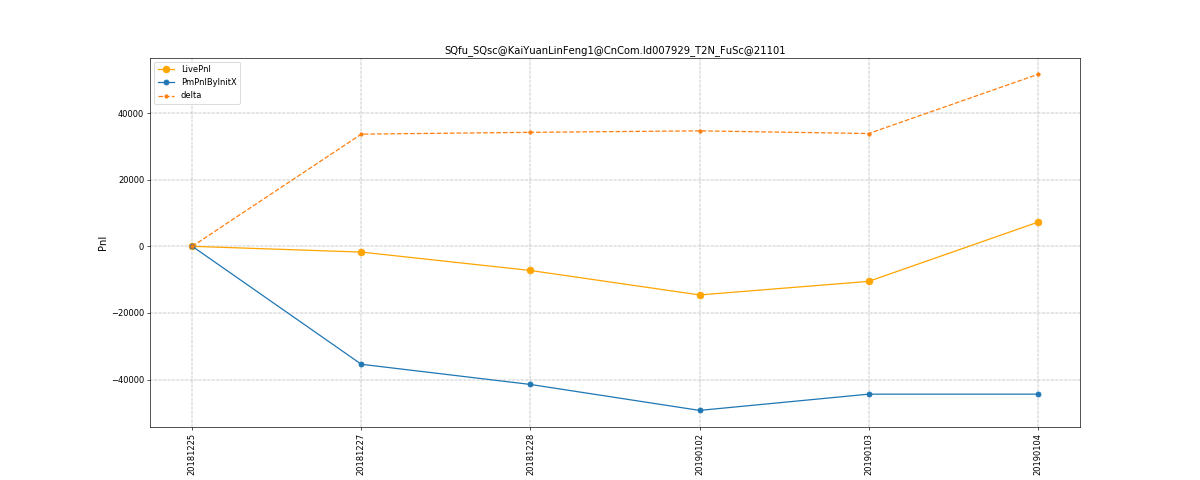 SQfu_SQsc@KaiYuanLinFeng1@CnCom.Id007929_T2N_FuSc@21101
LivePnl
PmPnlByInitX
delta
40000
20000
0
−20000
−40000
Pnl
20181225
20181227
20181228
20190102
20190103
20190104